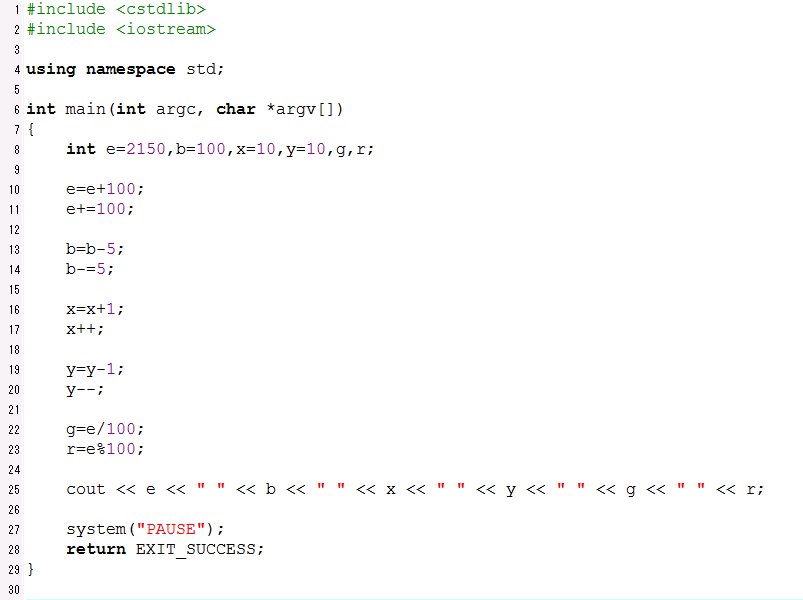 1 #include <cstdlib>
2 #include <iostream>
3
4 using namespace std;
5
6 int main(int argc, char *argv[])
7 {
8     int e=2150,b=100,x=10,y=10,g,r;
9
10     e=e+100;
11     e+=100;
12
13     b=b-5;
14     b-=5;
15
16     x=x+1;
17     x++;
18
19     y=y-1;
20     y--;
21
22     g=e/100;
23     r=e%100;
24
25     cout << e << " " << b << " " << x << " " << y << " " << g << " " << r;
26
27     system("PAUSE");
28     return EXIT_SUCCESS;
29 }
30